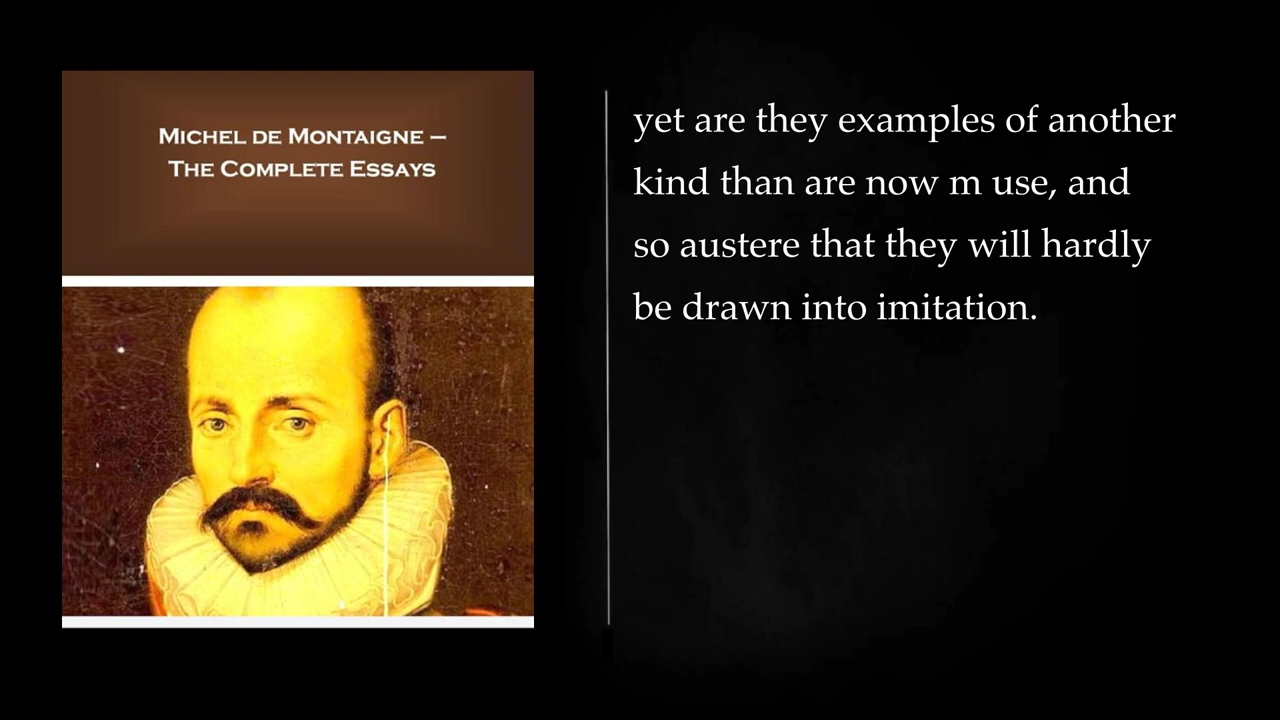 MICHEL DE MONTAIGNE –
THE COMPLETE ESSAYS
yet are they examples of another
kind than are now m use, and
so austere that they will hardly
be drawn into imitation.